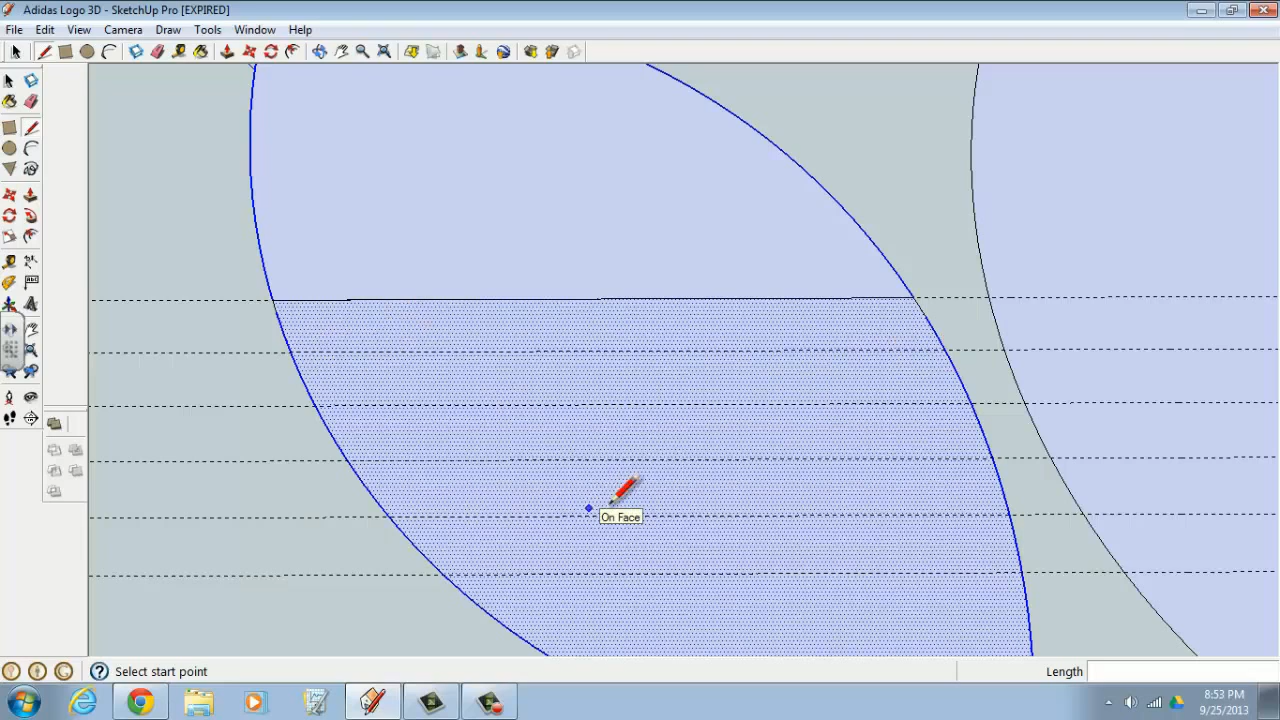 Adidas Logo 3D - SketchUp Pro [EXPIRED]
File Edit View Camera Draw Tools Window Help
On Face
Select start point
Length
8:53 PM
9/25/2013